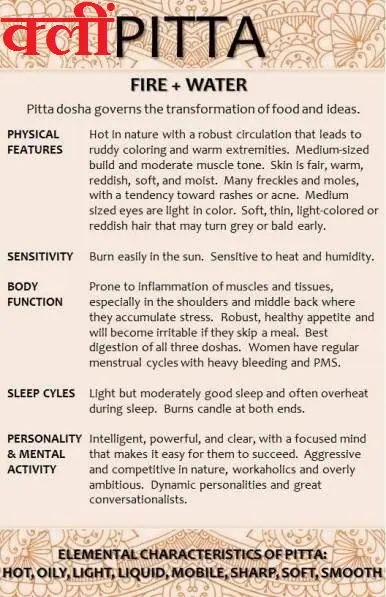 क्लीं PITTA
FIRE + WATER
Pitta dosha governs the transformation of food and ideas.
PHYSICAL FEATURES
Hot in nature with a robust circulation that leads to
ruddy coloring and warm extremities. Medium-sized
build and moderate muscle tone. Skin is fair, warm,
reddish, soft, and moist. Many freckles and moles,
with a tendency toward rashes or acne. Medium
sized eyes are light in color. Soft, thin, light-colored or
reddish hair that may turn grey or bald early.
SENSITIVITY
Burn easily in the sun. Sensitive to heat and humidity.
BODY FUNCTION
Prone to inflamation of muscles and tissues,
especially in the shoulders and middle back where
they accumulate stress. Robust, healthy appetite and
will become irritable if they skip a meal. Best
digestion of all three doshas. Women have regular
menstrual cycles with heavy bleeding and PMS.
SLEEP CYLES
Light but moderately good sleep and often overheat
during sleep. Burns candle at both ends.
PERSONALITY & MENTAL ACTIVITY
Intelligent, powerful, and clear, with a focused mind
that makes it easy for them to succeed. Aggressive
and competitive in nature, workaholics and overly
ambitious. Dynamic personalities and great
conversationalists.
ELEMENTAL CHARACTERISTICS OF PITTA:
HOT, OILY, LIGHT, LIQUID, MOBILE, SHARP, SOFT, SMOOTH